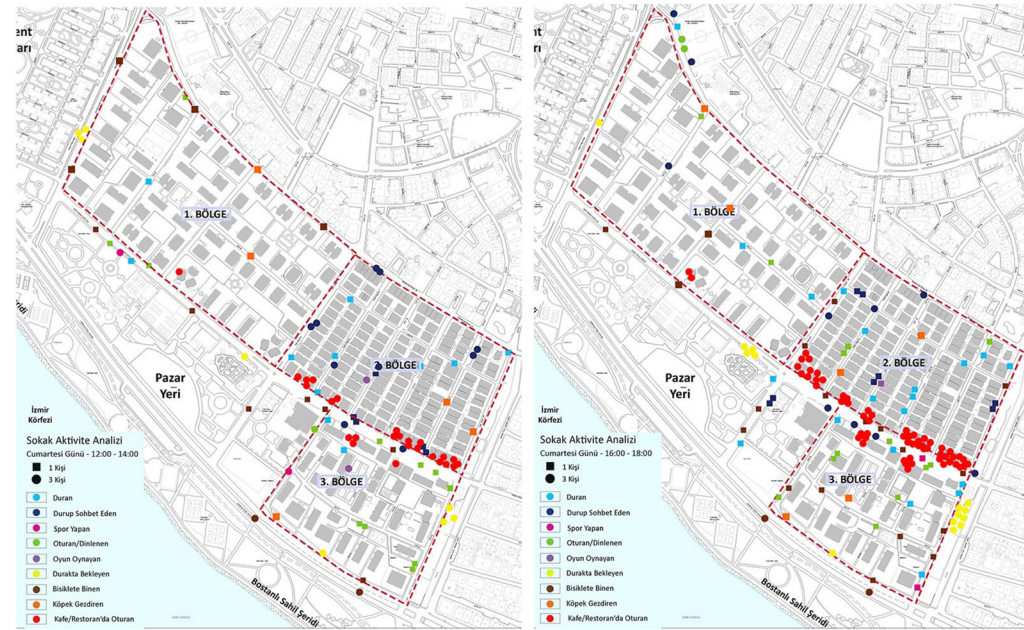 ent
arı
1. BÖLGE
2. BÖLGE
3. BÖLGE
Pazar
Yeri
İzmir
Körfezi
Sokak Aktivite Analizi
Cumartesi Günü - 12:00 - 14:00
1 Kişi
3 Kişi
Duran
Durup Sohbet Eden
Spor Yapan
Oturan/Dinlenen
Oyun Oynayan
Durakta Bekleyen
Bisiklete Binen
Köpek Gezdiren
Kafe/Restoran'da Oturan
Bostanlı Sahil Şeridi
nt
rı
1. BÖLGE
2. BÖLGE
3. BÖLGE
Pazar
Yeri
İzmir
Körfezi
Sokak Aktivite Analizi
Cumartesi Günü - 16:00 - 18:00
1 Kişi
3 Kişi
Duran
Durup Sohbet Eden
Spor Yapan
Oturan/Dinlenen
Oyun Oynayan
Durakta Bekleyen
Bisiklete Binen
Köpek Gezdiren
Kafe/Restoran'da Oturan
Bostanlı Sahil Şeridi